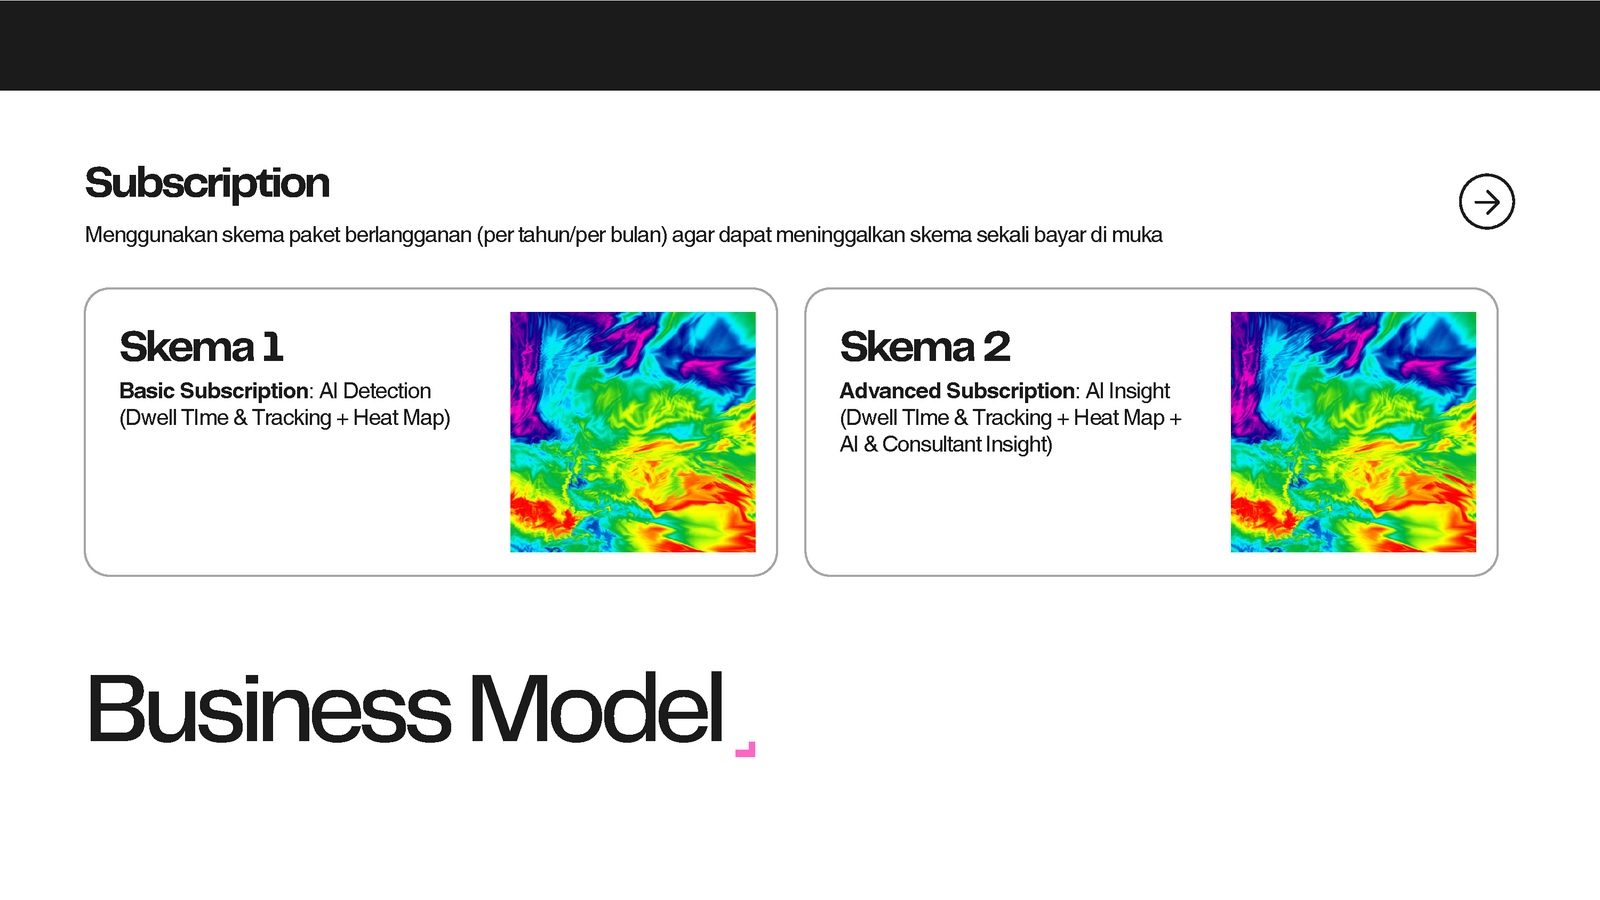 Subscription
Menggunakan skema paket berlangganan (per tahun/per bulan) agar dapat meninggalkan skema sekali bayar di muka
Skema 1
Basic Subscription: AI Detection
(Dwell TIme & Tracking + Heat Map)
Skema 2
Advanced Subscription: AI Insight
(Dwell TIme & Tracking + Heat Map +
AI & Consultant Insight)
Business Model